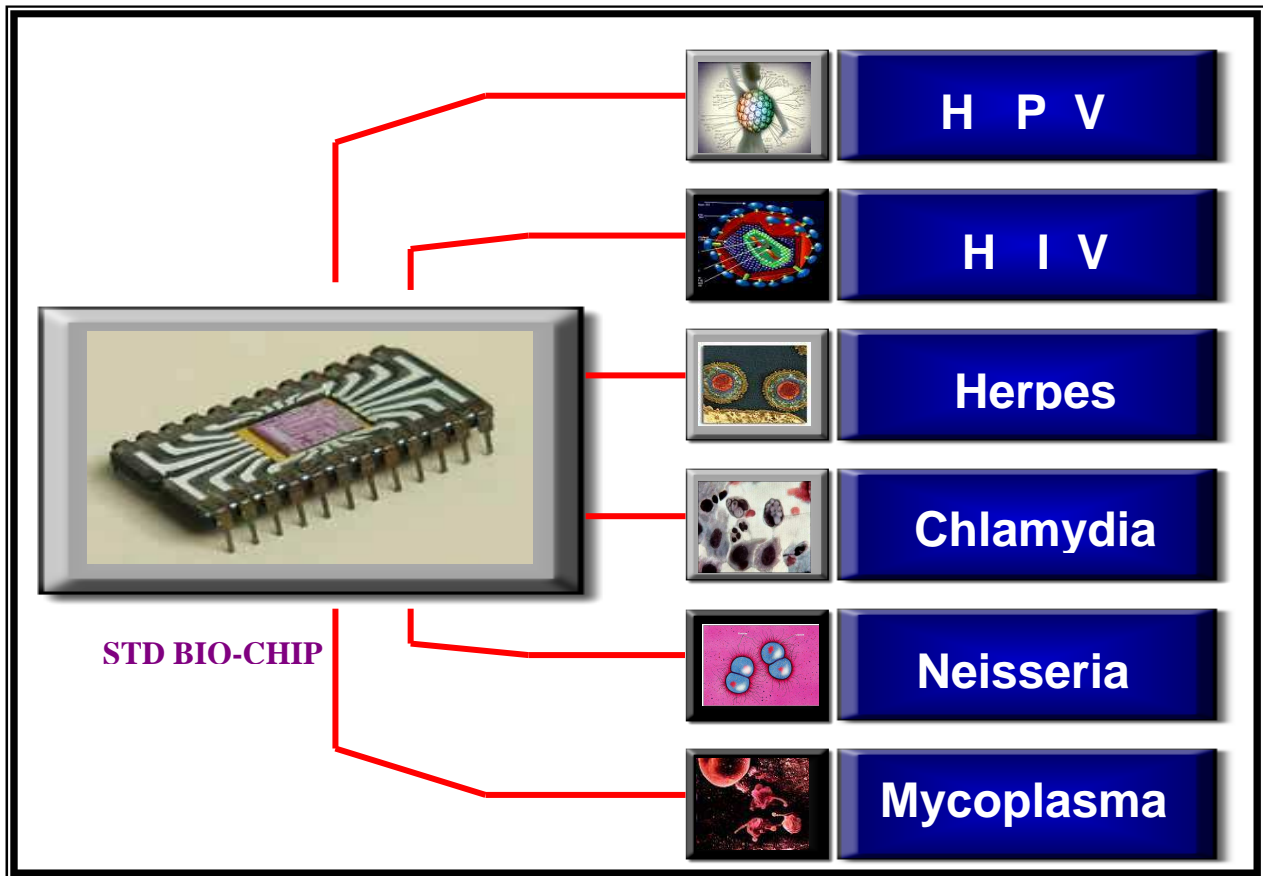 H P V
H I V
Herpes
Chlamydia
STD BIO-CHIP
Neisseria
Mycoplasma